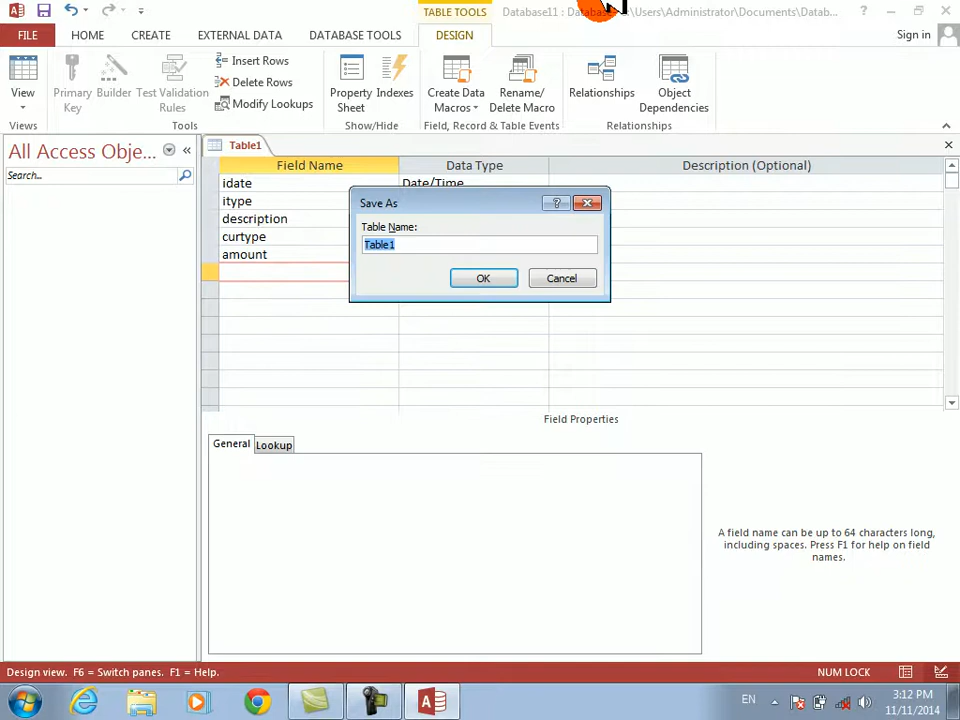 TABLE TOOLS
Database11 : Databas \Users\Administrator\Documents\Datab...
FILE HOME CREATE EXTERNAL DATA DATABASE TOOLS DESIGN Sign in
View
Primary Key
Builder
Test Validation Rules
Insert Rows
Delete Rows
Modify Lookups
Property Sheet
Indexes
Create Data Macros
Rename/ Delete Macro
Relationships
Object Dependencies
Views
Tools
Show/Hide
Field, Record & Table Events
Relationships
All Access Obje...
Search...
Table1
Field Name Data Type Description (Optional)
idate Date/Time
itype
description
curtype
amount
Save As
Table Name:
Table1
OK Cancel
Field Properties
General Lookup
A field name can be up to 64 characters long,
including spaces. Press F1 for help on field
names.
Design view. F6 = Switch panes. F1 = Help.
NUM LOCK
EN
3:12 PM
11/11/2014